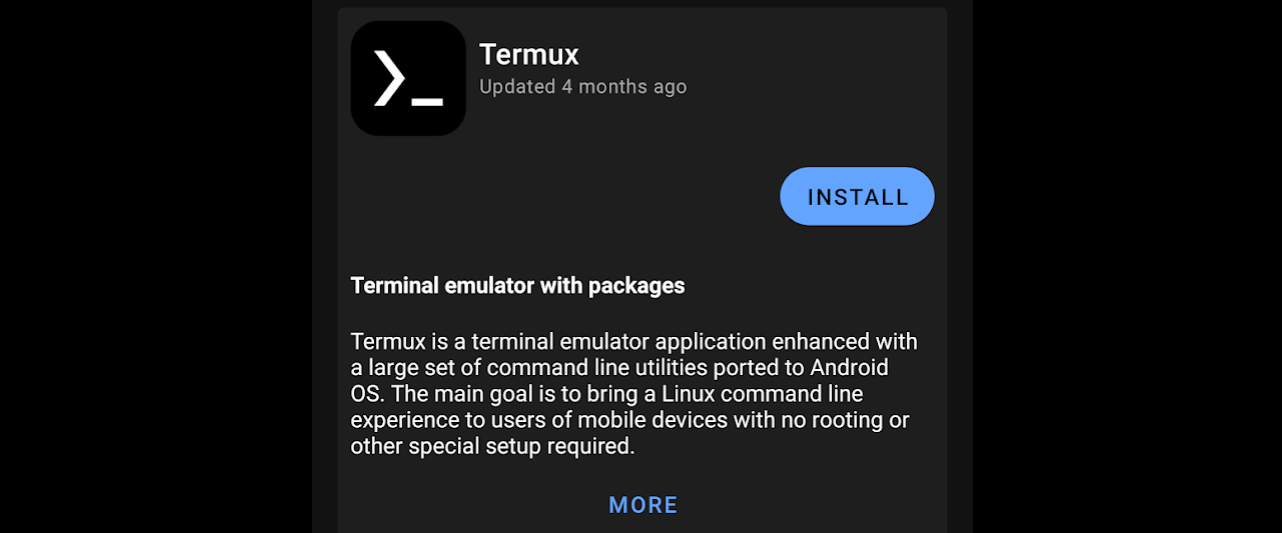 Termux
Updated 4 months ago
INSTALL
Terminal emulator with packages
Termux is a terminal emulator application enhanced with
a large set of command line utilities ported to Android
OS. The main goal is to bring a Linux command line
experience to users of mobile devices with no rooting or
other special setup required.
MORE